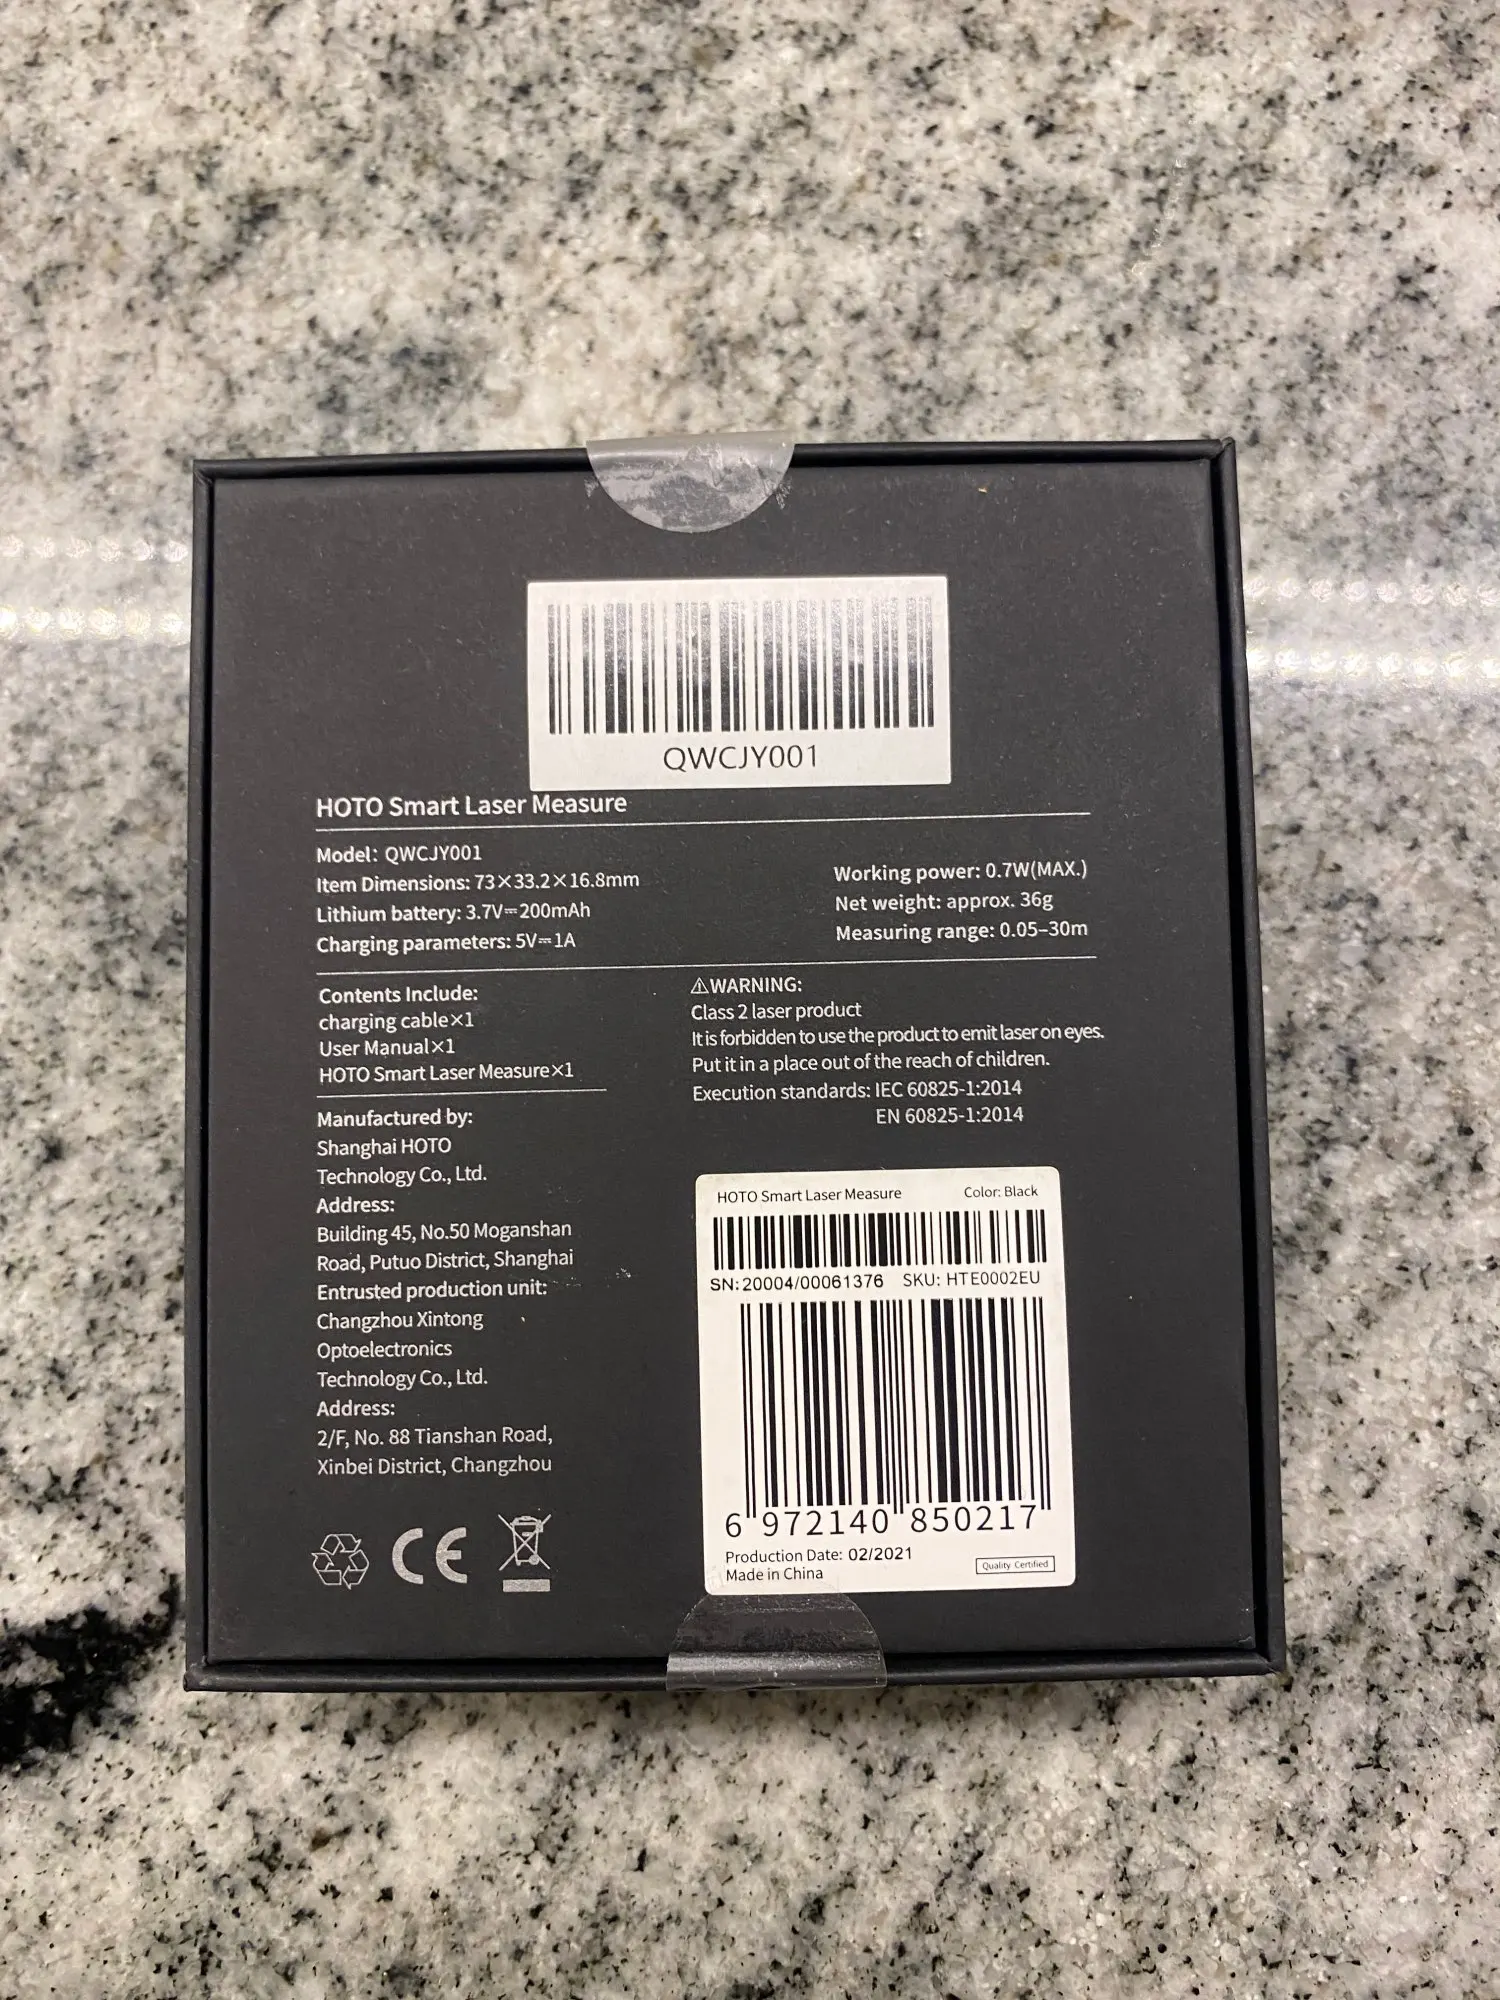 QWCJY001
HOTO Smart Laser Measure
Model: QWCJY001
Item Dimensions: 73×33.2×16.8mm
Lithium battery: 3.7V⎓200mAh
Charging parameters: 5V⎓1A
Working power: 0.7W(MAX.)
Net weight: approx. 36g
Measuring range: 0.05–30m
Contents Include:
charging cable×1
User Manual×1
HOTO Smart Laser Measure×1
⚠WARNING:
Class 2 laser product
It is forbidden to use the product to emit laser on eyes.
Put it in a place out of the reach of children.
Execution standards: IEC 60825-1:2014
EN 60825-1:2014
Manufactured by:
Shanghai HOTO
Technology Co., Ltd.
Address:
Building 45, No.50 Moganshan
Road, Putuo District, Shanghai
Entrusted production unit:
Changzhou Xintong
Optoelectronics
Technology Co., Ltd.
Address:
2/F, No. 88 Tianshan Road,
Xinbei District, Changzhou
CE
HOTO Smart Laser Measure Color: Black
SN:20004/00061376 SKU: HTE0002EU
6 972140 850217
Production Date: 02/2021
Made in China
Quality Certified